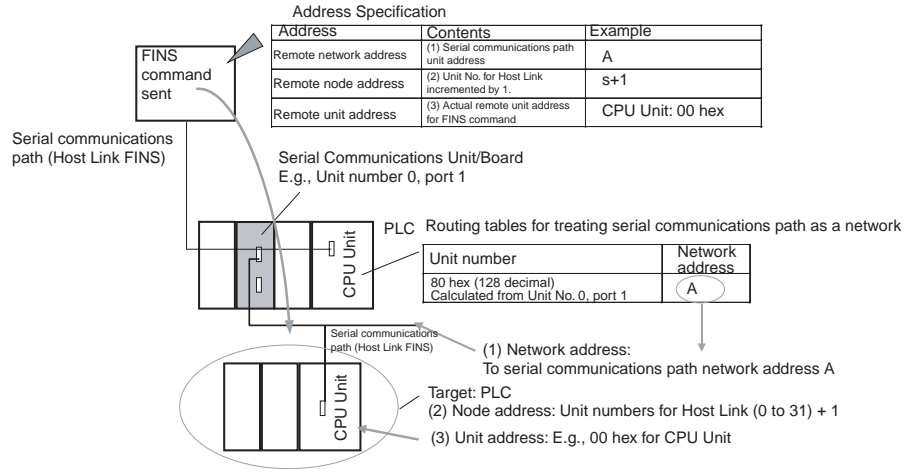 Address Specification
Address Contents Example
Remote network address (1) Serial communications path unit address A
Remote node address (2) Unit No. for Host Link incremented by 1. s+1
Remote unit address (3) Actual remote unit address for FINS command CPU Unit: 00 hex
FINS
command
sent
Serial communications
path (Host Link FINS)
Serial Communications Unit/Board
E.g., Unit number 0, port 1
PLC
CPU Unit
Routing tables for treating serial communications path as a network
Unit number Network address
80 hex (128 decimal)
Calculated from Unit No. 0, port 1 A
Serial communications
path (Host Link FINS)
(1) Network address:
To serial communications path network address A
CPU Unit
Target: PLC
(2) Node address: Unit numbers for Host Link (0 to 31) + 1
(3) Unit address: E.g., 00 hex for CPU Unit